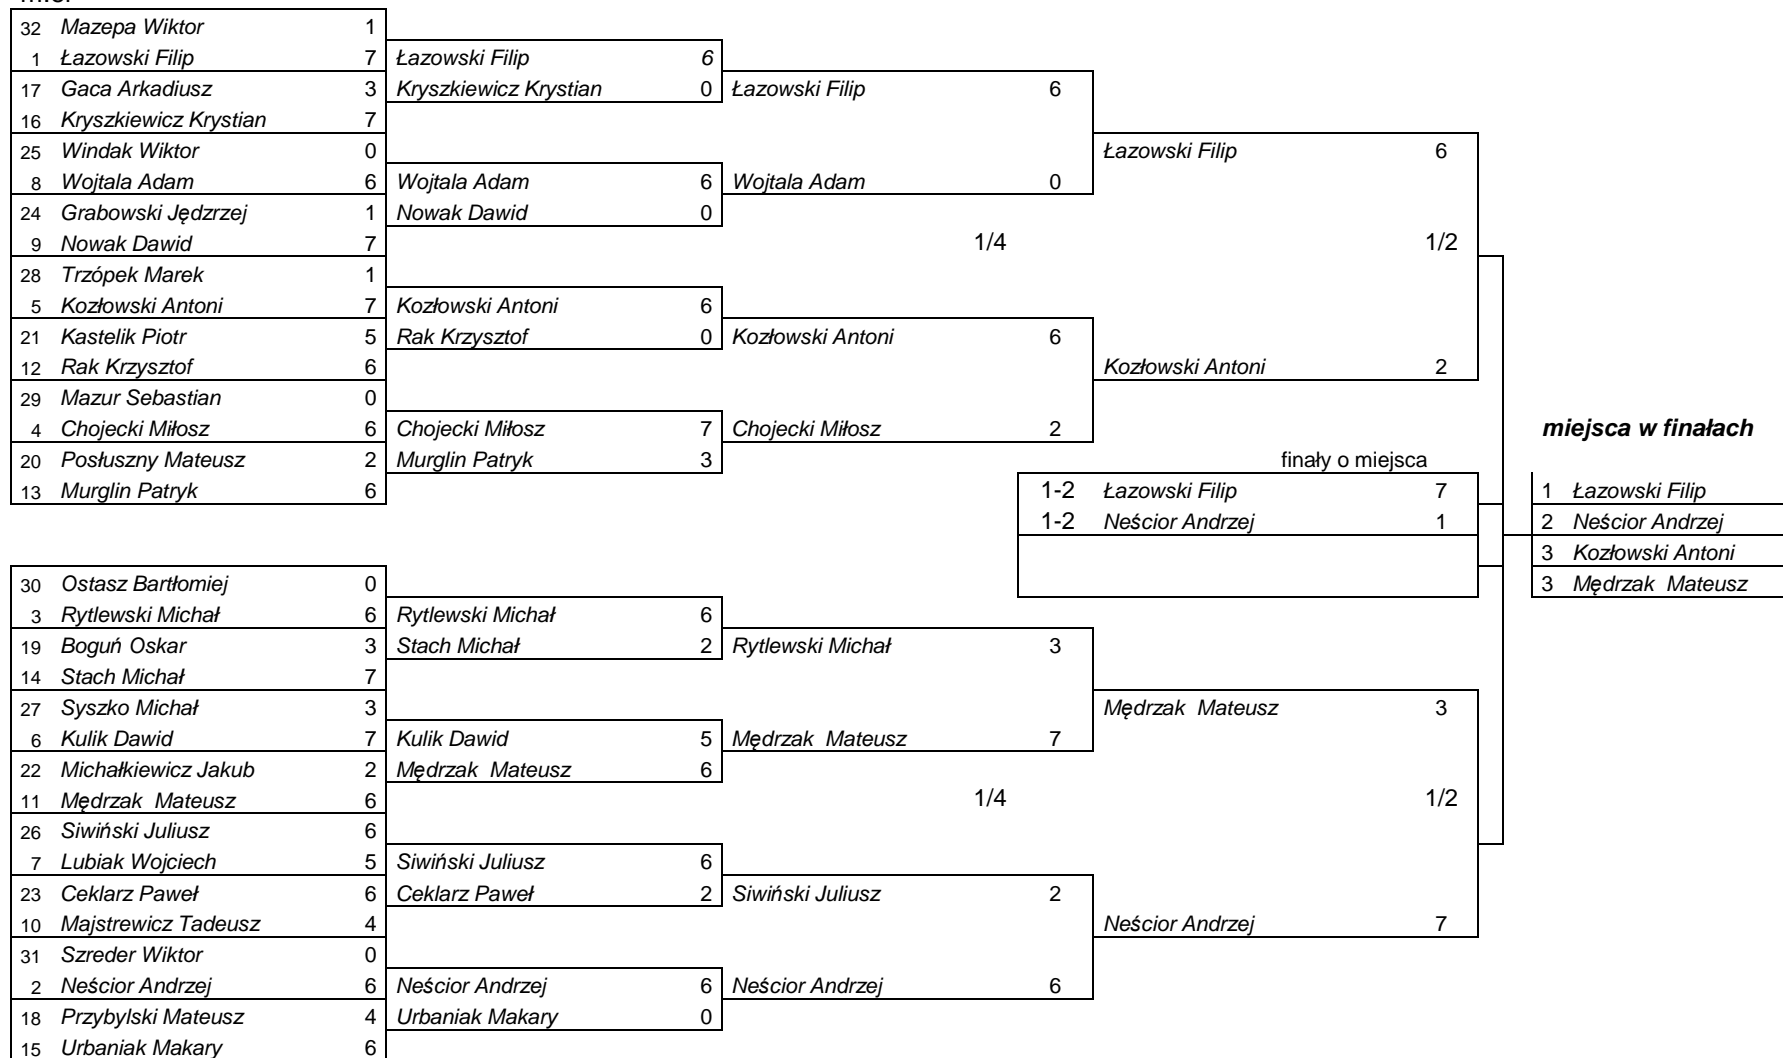 32 Mazepa Wiktor 1
1 Łazowski Filip 7 Łazowski Filip 6
17 Gaca Arkadiusz 3 Kryszkiewicz Krystian 0 Łazowski Filip 6
16 Kryszkiewicz Krystian 7
25 Windak Wiktor 0 Łazowski Filip 6
8 Wojtala Adam 6 Wojtala Adam 6 Wojtala Adam 0
24 Grabowski Jędzrzej 1 Nowak Dawid 0
9 Nowak Dawid 7 1/4 1/2
28 Trzópek Marek 1
5 Kozłowski Antoni 7 Kozłowski Antoni 6
21 Kastelik Piotr 5 Rak Krzysztof 0 Kozłowski Antoni 6
12 Rak Krzysztof 6 Kozłowski Antoni 2
29 Mazur Sebastian 0
4 Chojecki Miłosz 6 Chojecki Miłosz 7 Chojecki Miłosz 2 miejsca w finałach
20 Posłuszny Mateusz 2 Murglin Patryk 3 finały o miejsca
13 Murglin Patryk 6 1-2 Łazowski Filip 7 1 Łazowski Filip
1-2 Neścior Andrzej 1 2 Neścior Andrzej
3 Kozłowski Antoni
30 Ostasz Bartłomiej 0 3 Mędrzak Mateusz
3 Rytlewski Michał 6 Rytlewski Michał 6
19 Boguń Oskar 3 Stach Michał 2 Rytlewski Michał 3
14 Stach Michał 7
27 Syszko Michał 3 Mędrzak Mateusz 3
6 Kulik Dawid 7 Kulik Dawid 5 Mędrzak Mateusz 7
22 Michałkiewicz Jakub 2 Mędrzak Mateusz 6
11 Mędrzak Mateusz 6 1/4 1/2
26 Siwiński Juliusz 6
7 Lubiak Wojciech 5 Siwiński Juliusz 6
23 Ceklarz Paweł 6 Ceklarz Paweł 2 Siwiński Juliusz 2
10 Majstrewicz Tadeusz 4 Neścior Andrzej 7
31 Szreder Wiktor 0
2 Neścior Andrzej 6 Neścior Andrzej 6 Neścior Andrzej 6
18 Przybylski Mateusz 4 Urbaniak Makary 0
15 Urbaniak Makary 6